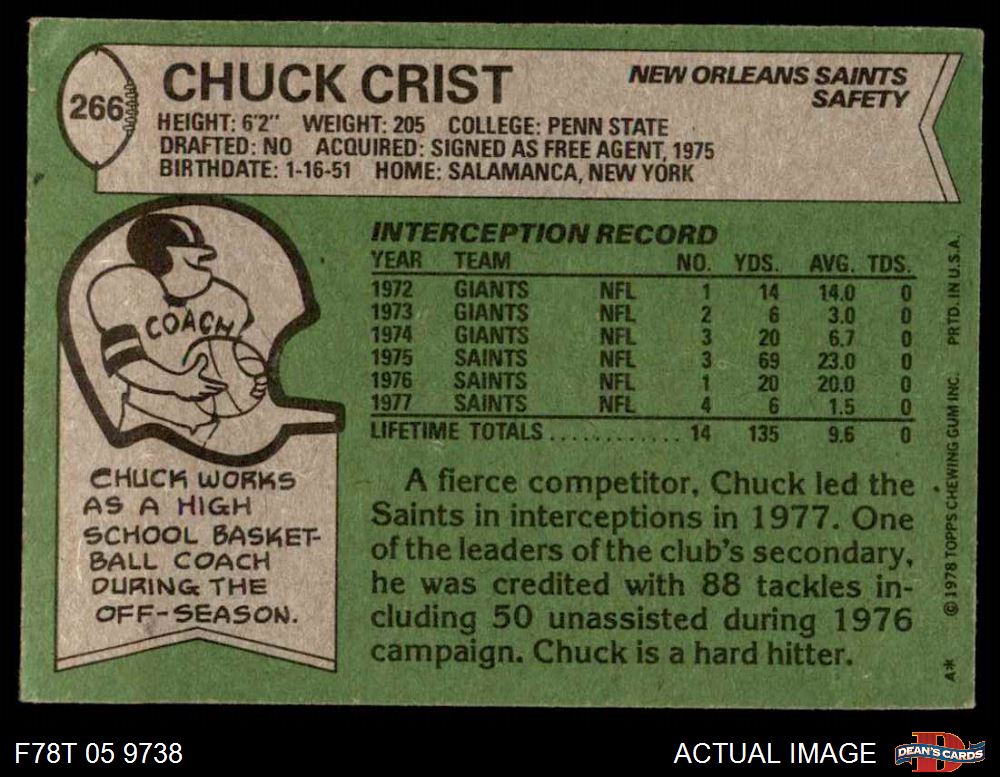 266
CHUCK CRIST
NEW ORLEANS SAINTS
SAFETY
HEIGHT: 6'2" WEIGHT: 205 COLLEGE: PENN STATE
DRAFTED: NO ACQUIRED: SIGNED AS FREE AGENT, 1975
BIRTHDATE: 1-16-51 HOME: SALAMANCA, NEW YORK
COACH
CHUCK WORKS
AS A HIGH
SCHOOL BASKET-
BALL COACH
DURING THE
OFF-SEASON.
INTERCEPTION RECORD
YEAR TEAM NO. YDS. AVG. TDS.
1972 GIANTS NFL 1 14 14.0 0
1973 GIANTS NFL 2 6 3.0 0
1974 GIANTS NFL 3 20 6.7 0
1975 SAINTS NFL 3 69 23.0 0
1976 SAINTS NFL 1 20 20.0 0
1977 SAINTS NFL 4 6 1.5 0
LIFETIME TOTALS ............ 14 135 9.6 0
A fierce competitor, Chuck led the
Saints in interceptions in 1977. One
of the leaders of the club's secondary,
he was credited with 88 tackles in-
cluding 50 unassisted during 1976
campaign. Chuck is a hard hitter.
A* © 1978 TOPPS CHEWING GUM INC. PRTD. IN U.S.A.
F78T 05 9738
ACTUAL IMAGE
D
DEAN'S CARDS